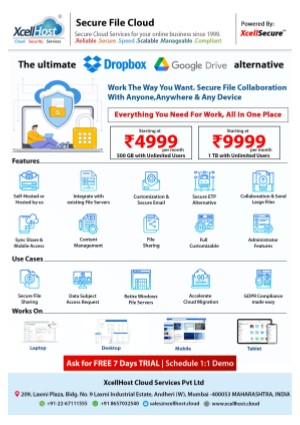 XcellHost
Cloud Security Services
Secure File Cloud
Secure Cloud Services for your online business since 1999.
.Reliable .Secure .Speed .Scalable .Manageable .Compliant
Powered By:
XcellSecure™
The ultimate Dropbox Google Drive alternative
Work The Way You Want. Secure File Collaboration
With Anyone,Anywhere & Any Device
Everything You Need For Work, All In One Place
Starting at
₹4999
per month
500 GB with Unlimited Users
Starting at
₹9999
per month
1 TB with Unlimited Users
Features
Self-Hosted or
Hosted by us
Integrate with
existing File Servers
Customization &
Secure Email
Secure FTP
Alternative
Collaboration & Send
Large Files
Sync Share &
Mobile Access
Content
Management
File
Sharing
Full
Customizable
Administrator
Features
Use Cases
Secure File
Sharing
Data Subject
Access Request
Retire Windows
File Servers
Accelerate
Cloud Migration
GDPR Compliance
made easy
Works On
Laptop
Desktop
Mobile
Tablet
Ask for FREE 7 Days TRIAL | Schedule 1:1 Demo
XcellHost Cloud Services Pvt Ltd
209, Laxmi Plaza, Bldg. No. 9 Laxmi Industrial Estate, Andheri (W), Mumbai -400053 MAHARASHTRA, INDIA
+91-22-67111555 +91 8657022540 sales@xcellhost.cloud www.xcellhost.cloud